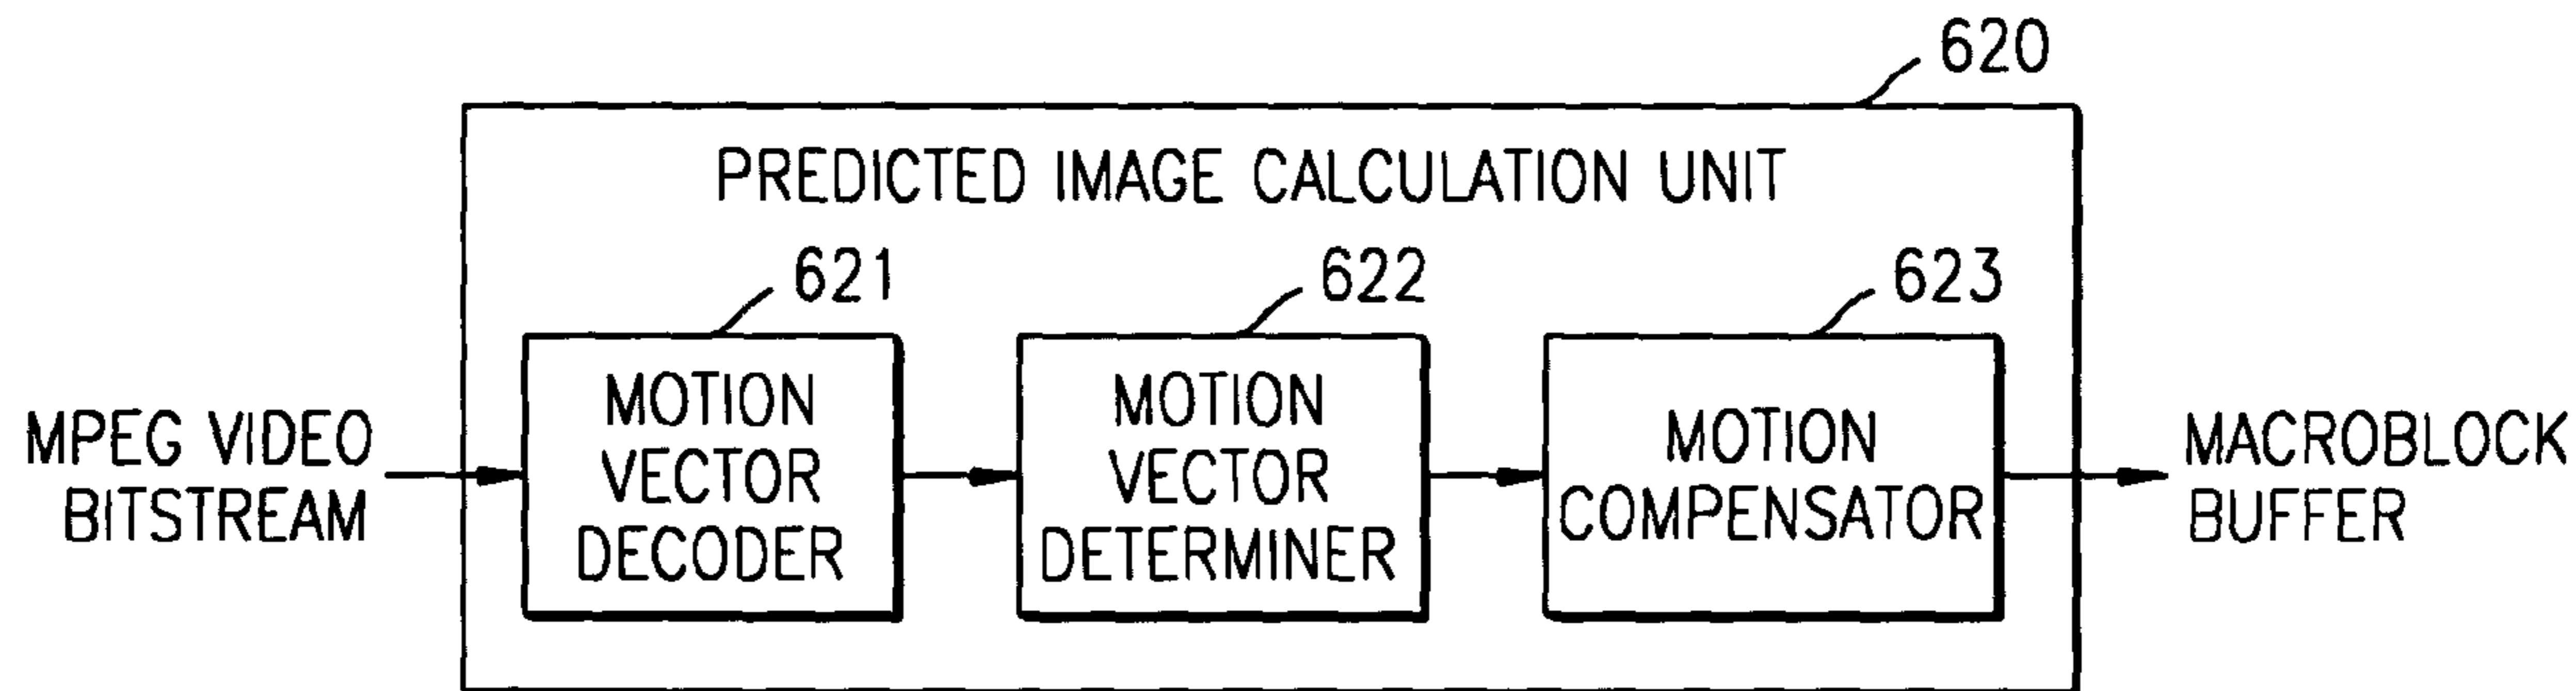 620
PREDICTED IMAGE CALCULATION UNIT
621
622
623
MPEG VIDEO
BITSTREAM
MOTION
VECTOR
DECODER
MOTION
VECTOR
DETERMINER
MOTION
COMPENSATOR
MACROBLOCK
BUFFER